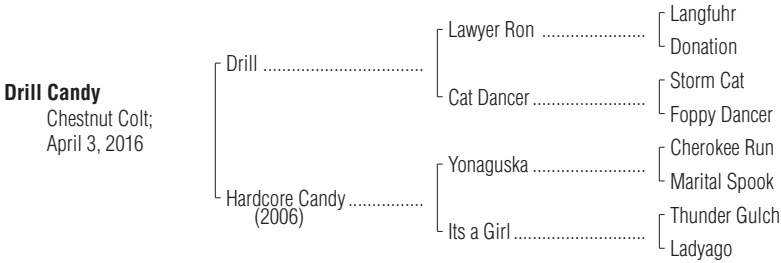 Drill Candy
Chestnut Colt;
April 3, 2016
Drill ..................................
Hardcore Candy ................
(2006)
Lawyer Ron ......................
Cat Dancer ........................
Yonaguska ........................
Its a Girl ............................
Langfuhr
Donation
Storm Cat
Foppy Dancer
Cherokee Run
Marital Spook
Thunder Gulch
Ladyago